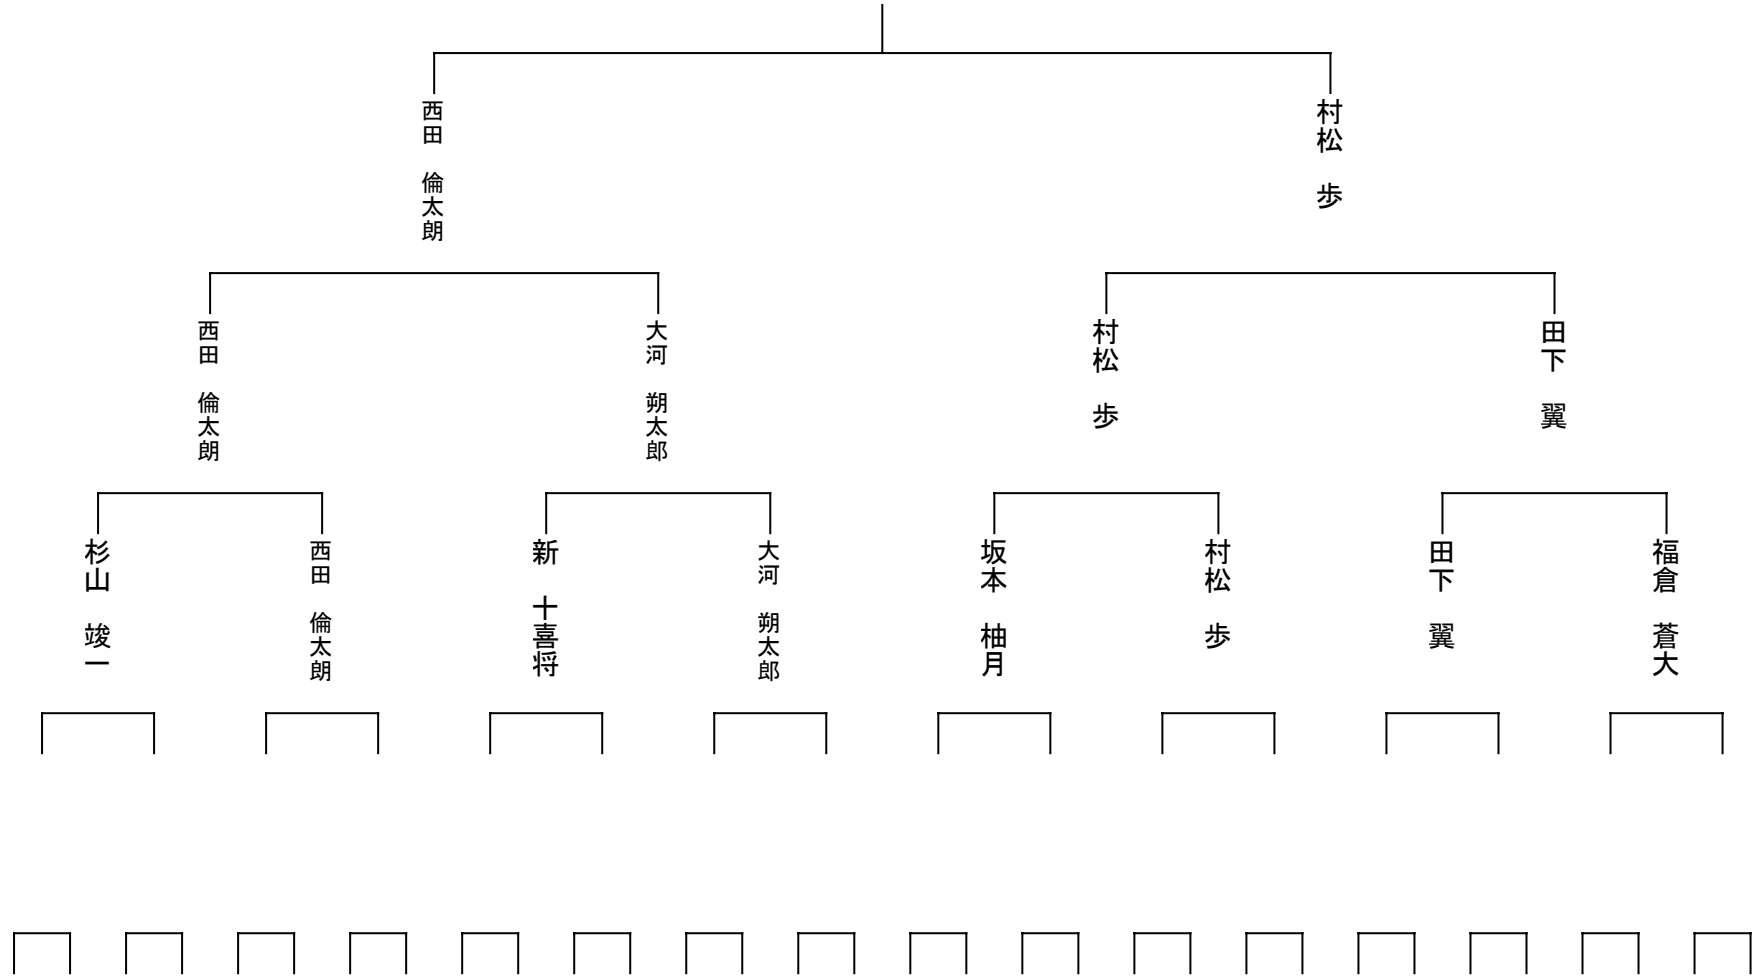 西田　倫太朗
村松　歩
西田　倫太朗
大河　朔太郎
村松　歩
田下　翼
杉山　竣一
西田　倫太朗
新　十喜将
大河　朔太郎
坂本　柚月
村松　歩
田下　翼
福倉　蒼大